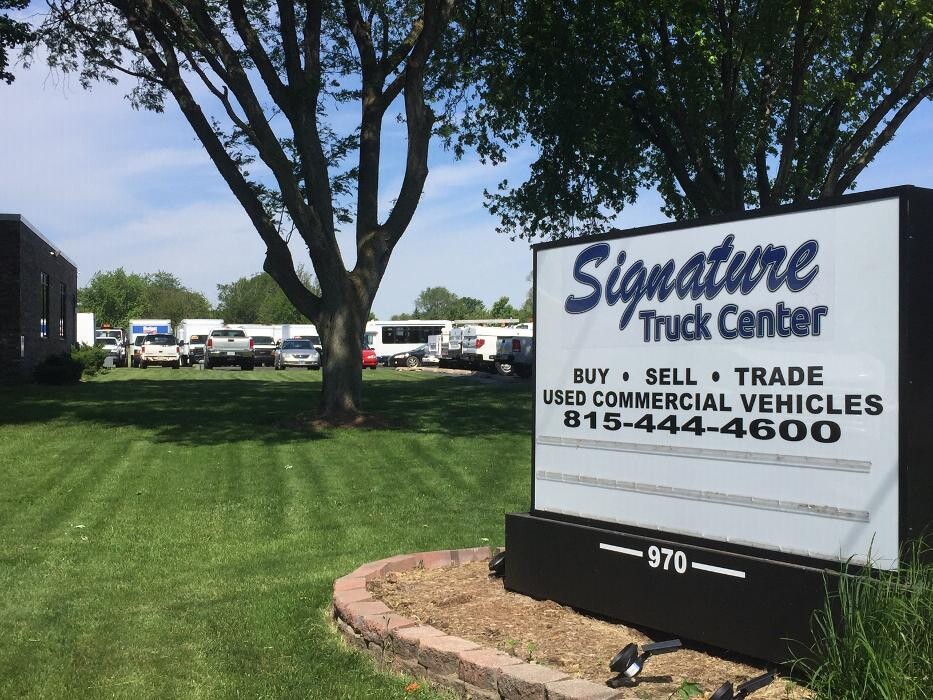 Signature
Truck Center
BUY • SELL • TRADE
USED COMMERCIAL VEHICLES
815-444-4600
970